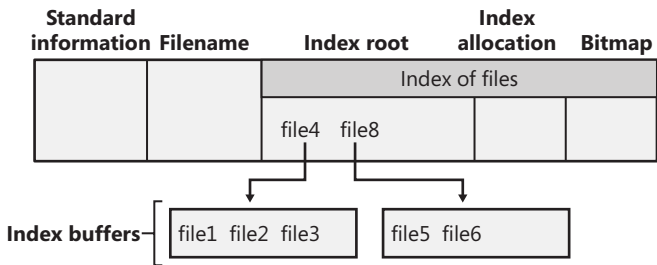 Standard information
Filename
Index root
Index allocation
Bitmap
Index of files
file4 file8
Index buffers
file1 file2 file3
file5 file6